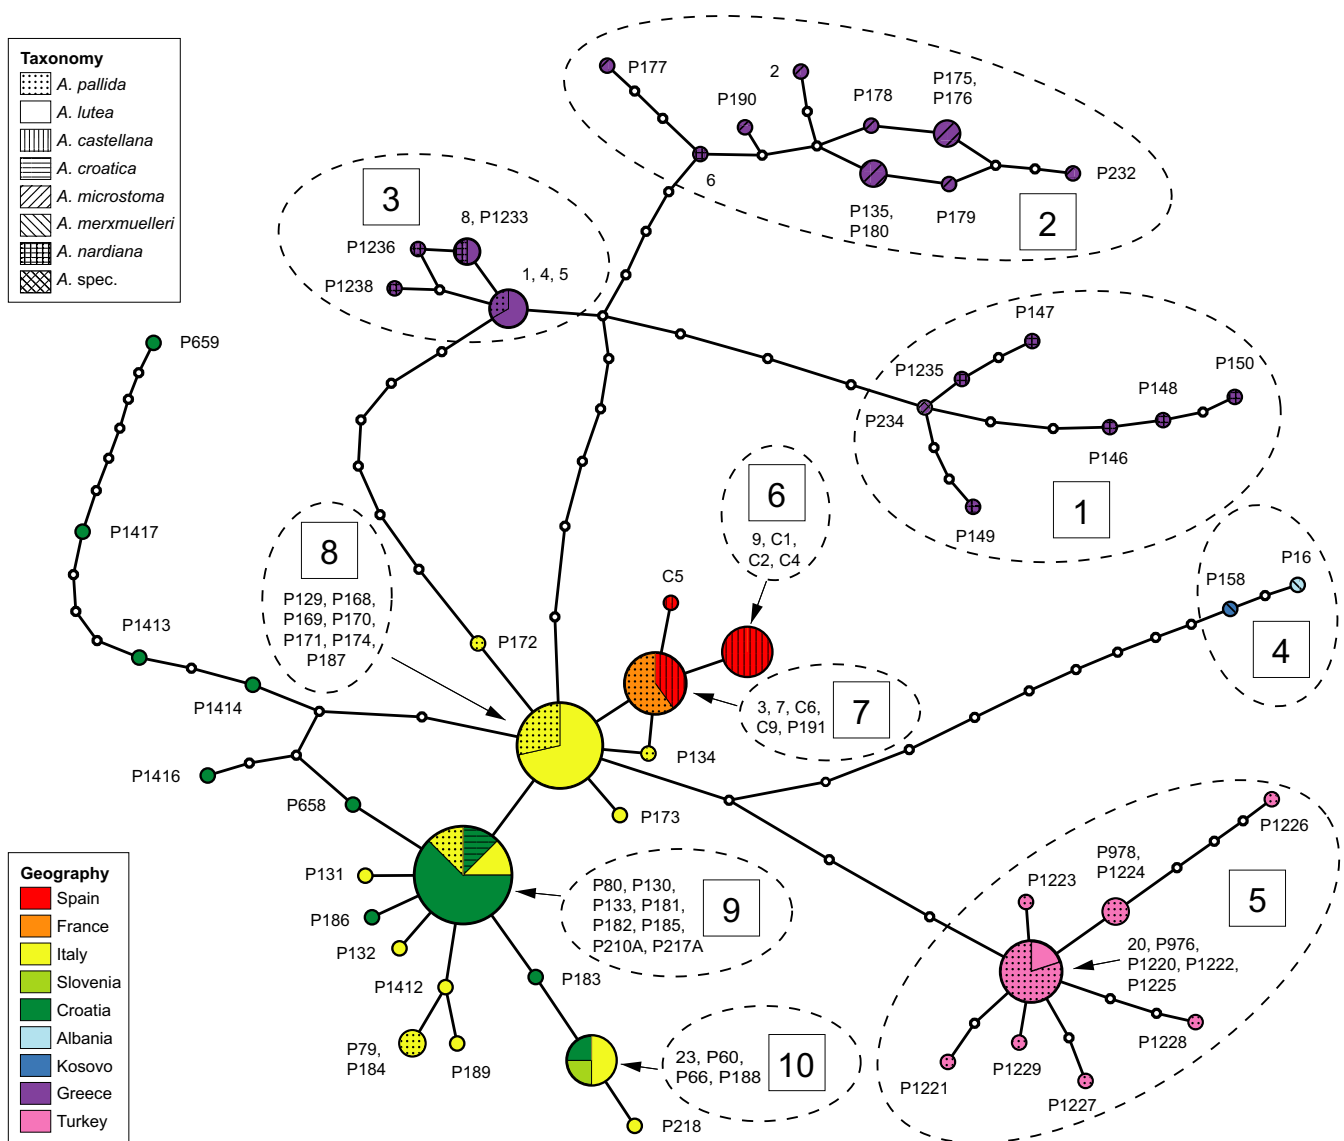 Taxonomy
A. pallida
A. lutea
A. castellana
A. croatica
A. microstoma
A. merxmuelleri
A. nardiana
A. spec.
P177
2
P190
P178
P175,
P176
6
P232
P135,
P180
P179
2
3
8, P1233
P1236
P1238
1, 4, 5
P147
P1235
P150
P148
P234
P146
P149
1
P659
P1417
P1413
P1414
P1416
P658
8
P129, P168,
P169, P170,
P171, P174,
P187
P172
6
9, C1,
C2, C4
C5
3, 7, C6,
C9, P191
7
P134
P173
P158
P16
4
P131
P186
P132
P1412
P79,
P184
P189
P183
P80, P130,
P133, P181,
P182, P185,
P210A, P217A
9
23, P60,
P66, P188
10
P218
P1226
P978,
P1224
P1223
5
20, P976,
P1220, P1222,
P1225
P1228
P1229
P1221
P1227
Geography
Spain
France
Italy
Slovenia
Croatia
Albania
Kosovo
Greece
Turkey